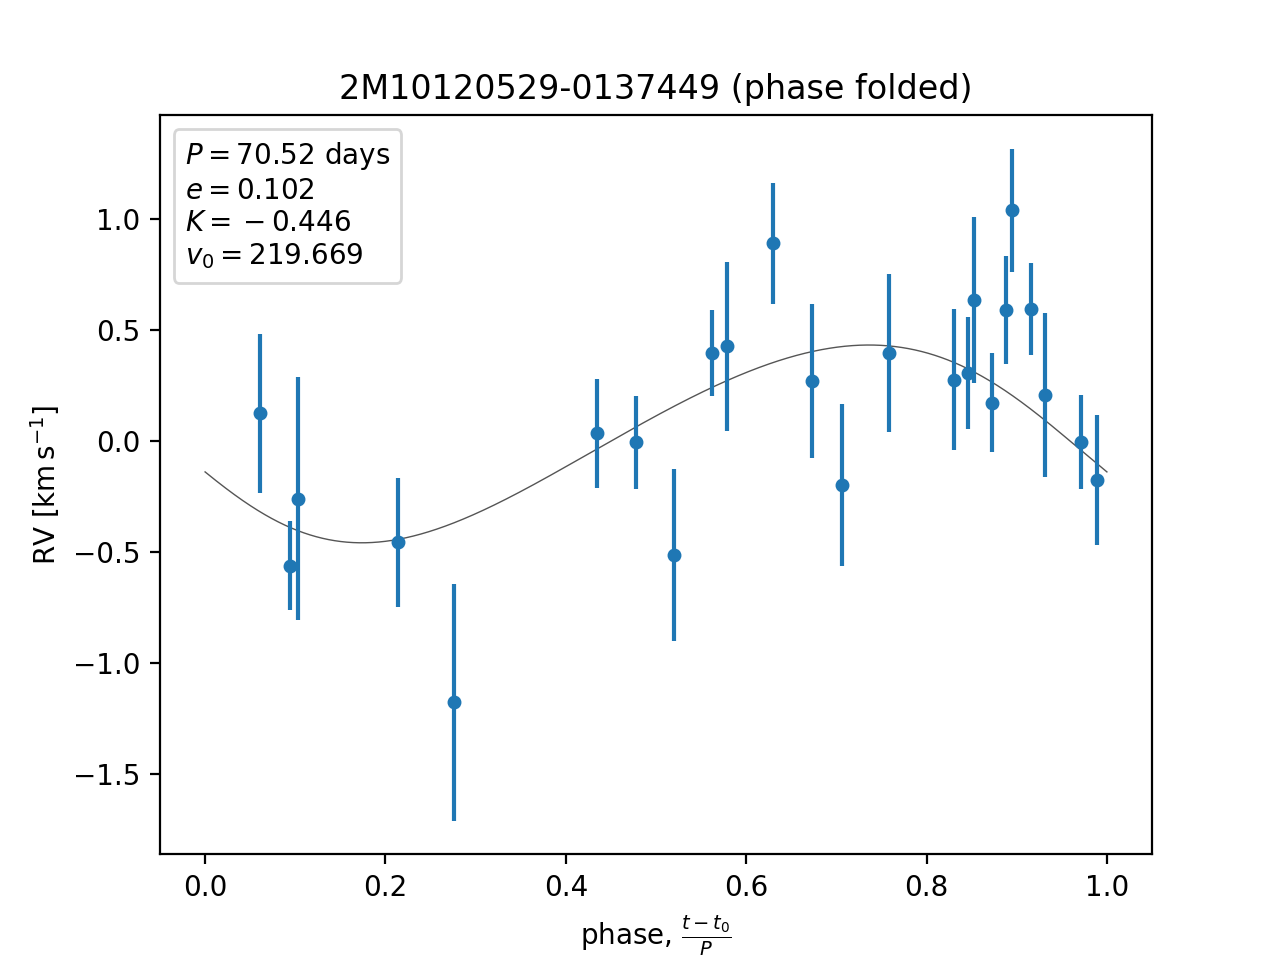 2M10120529-0137449 (phase folded)
P = 70.52 days
e = 0.102
K = −0.446
v₀ = 219.669
1.0
0.5
0.0
−0.5
−1.0
−1.5
RV [km s⁻¹]
0.0 0.2 0.4 0.6 0.8 1.0
phase, (t − t₀)/P